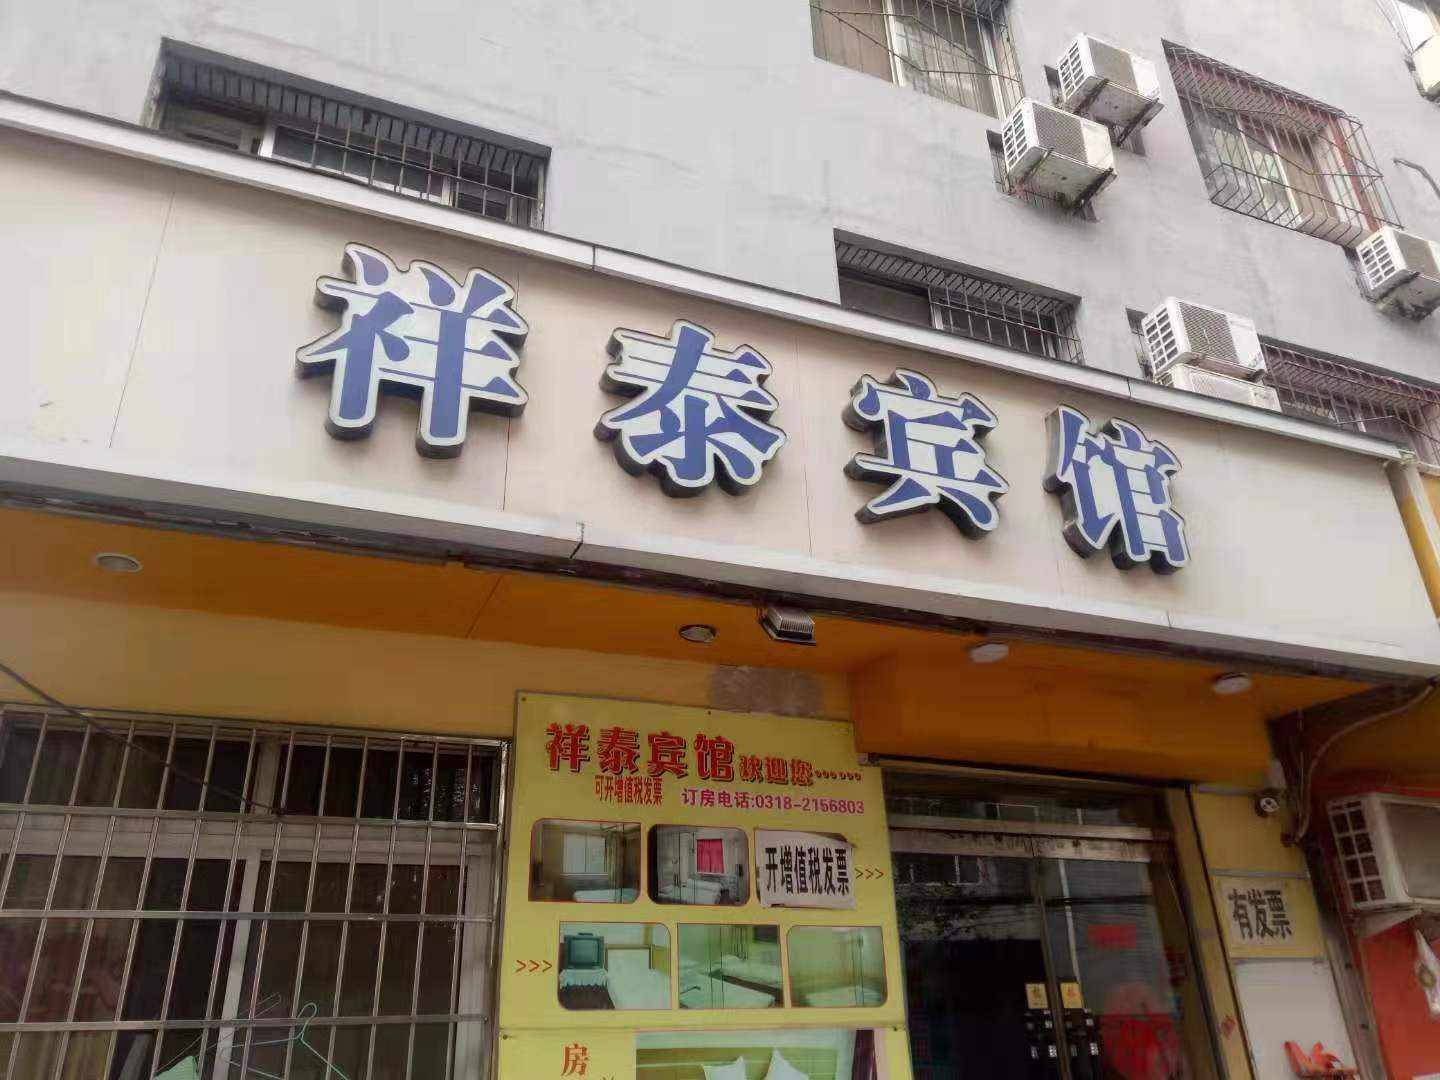 祥泰宾馆
祥泰宾馆欢迎您……
可开增值税发票 订房电话:0318-2156803
开增值税发票 >>>
>>>
有发票
房